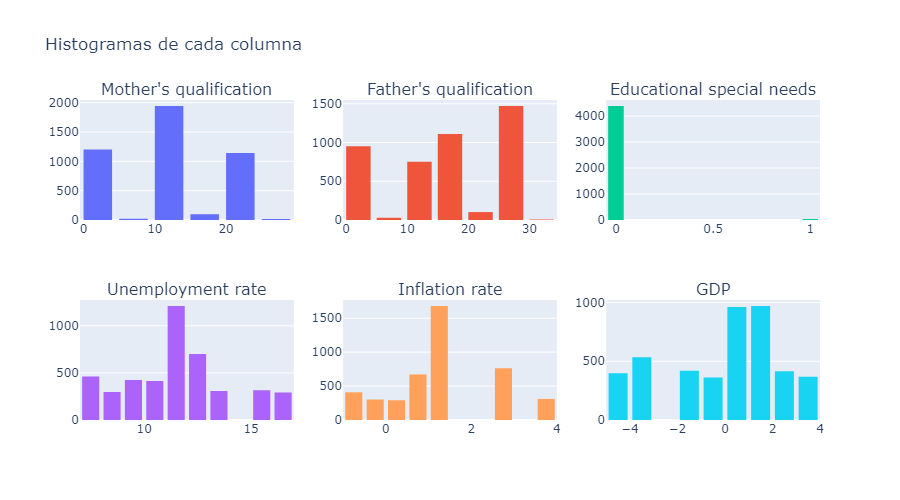 Histogramas de cada columna
Mother's qualification
Father's qualification
Educational special needs
2000
1500
1000
500
0
0 10 20
1500
1000
500
0
0 10 20 30
4000
3000
2000
1000
0
0 0.5 1
Unemployment rate
Inflation rate
GDP
1000
500
0
10 15
1500
1000
500
0
0 2 4
1000
500
0
−4 −2 0 2 4